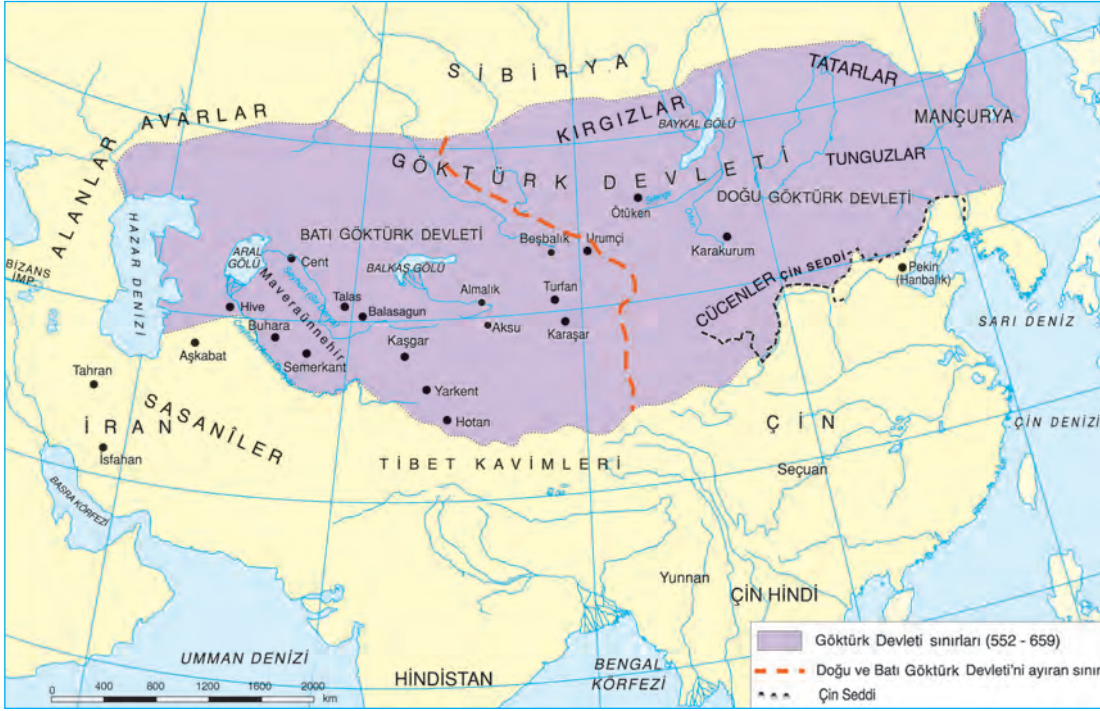 SİBİRYA
TATARLAR
AVARLAR
KIRGIZLAR
BAYKAL GÖLÜ
MANÇURYA
ALANLAR
GÖKTÜRK DEVLETİ
TUNGUZLAR
Ötüken
Selenga
DOĞU GÖKTÜRK DEVLETİ
Orhun
HAZAR DENİZİ
BATI GÖKTÜRK DEVLETİ
Beşbalık
Urumçi
Karakurum
ARAL
GÖLÜ
Cent
BALKAŞ GÖLÜ
BİZANS
İMP.
ÇİN SEDDİ
Pekin
(Hanbalık)
Maveraünnehir
Almalık
Turfan
CÜCENLER
Hive
Talas
Balasagun
Aksu
Karaşar
SARI DENİZ
Buhara
Aşkabat
Semerkant
Kaşgar
Tahran
Yarkent
SASANÎLER
İRAN
Hotan
ÇİN
ÇİN DENİZİ
İsfahan
TİBET KAVİMLERİ
Seçuan
BASRA KÖRFEZİ
Yunnan
ÇİN HİNDİ
UMMAN DENİZİ
HİNDİSTAN
BENGAL
KÖRFEZİ
0 400 800 1200 1600 2000
km
Göktürk Devleti sınırları (552 - 659)
Doğu ve Batı Göktürk Devleti'ni ayıran sınır
Çin Seddi